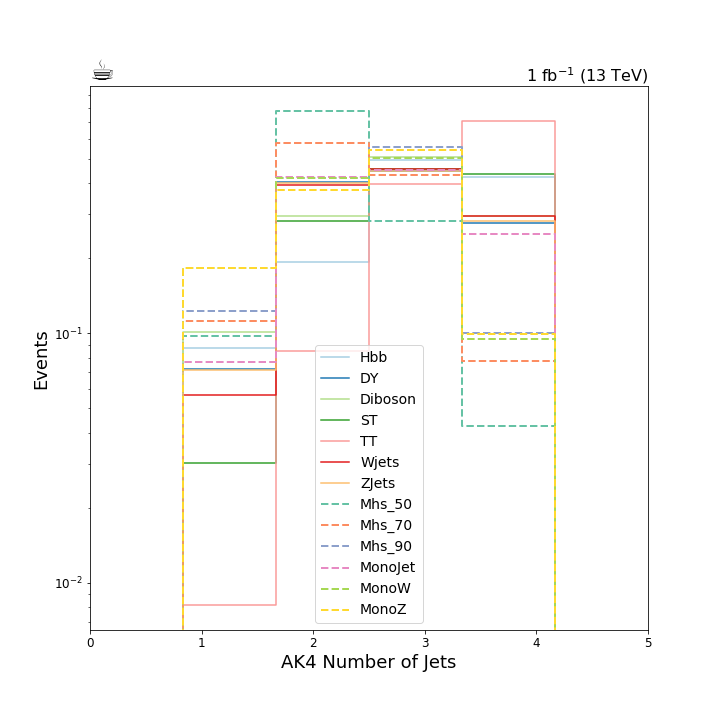 ☕
1 fb⁻¹ (13 TeV)
Events
10⁻¹
10⁻²
Hbb
DY
Diboson
ST
TT
Wjets
ZJets
Mhs_50
Mhs_70
Mhs_90
MonoJet
MonoW
MonoZ
0 1 2 3 4 5
AK4 Number of Jets